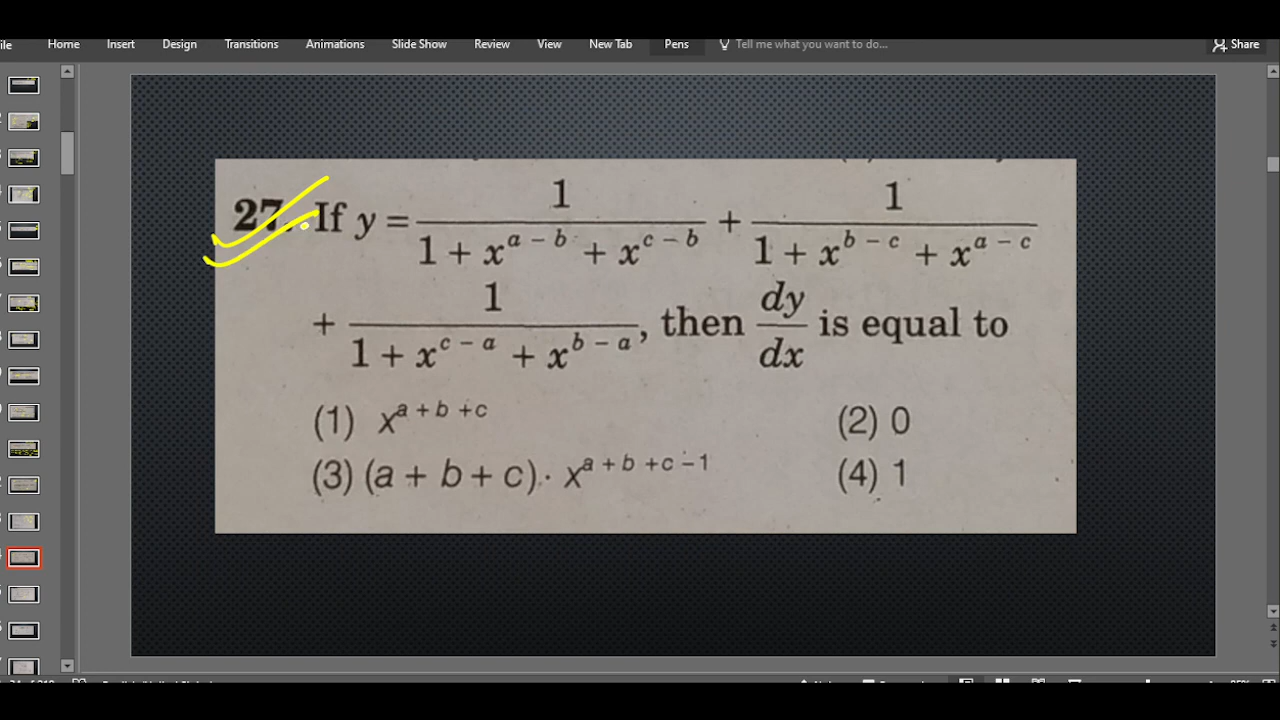 Home Insert Design Transitions Animations Slide Show Review View New Tab Pens Tell me what you want to do... Share
27. If y = 1/(1 + x^(a − b) + x^(c − b)) + 1/(1 + x^(b − c) + x^(a − c))
+ 1/(1 + x^(c − a) + x^(b − a)), then dy/dx is equal to
(1) x^(a + b + c) (2) 0
(3) (a + b + c) · x^(a + b + c − 1) (4) 1